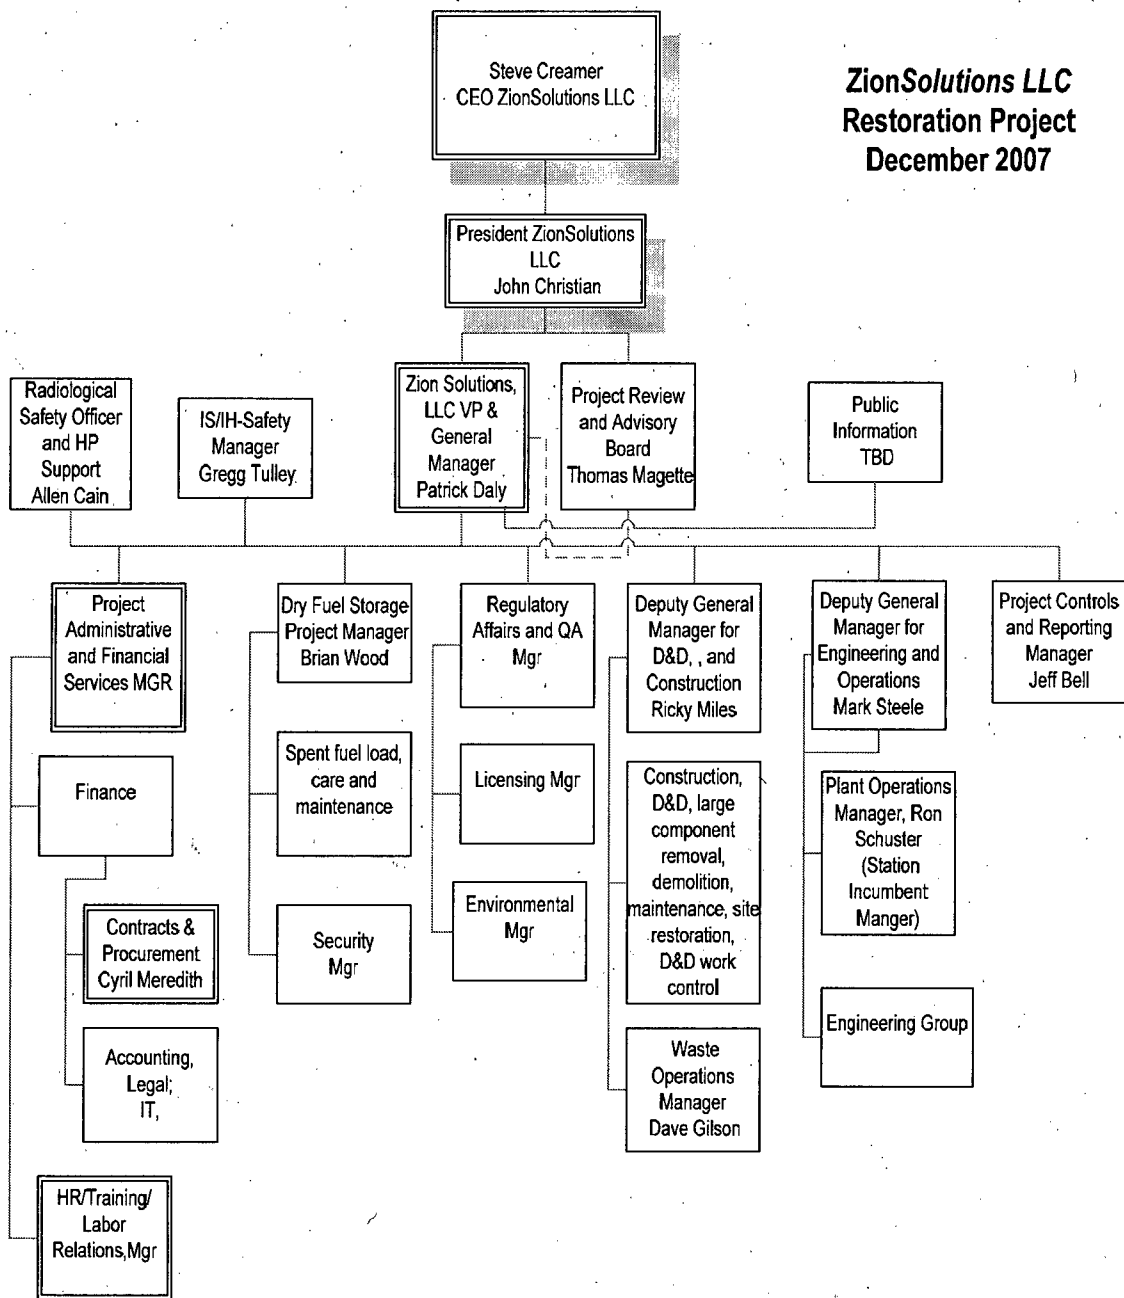 Steve Creamer
CEO ZionSolutions LLC
ZionSolutions LLC
Restoration Project
December 2007
President ZionSolutions
LLC
John Christian
Radiological
Safety Officer
and HP
Support
Allen Cain
IS/IH-Safety
Manager
Gregg Tulley
Zion Solutions,
LLC VP &
General
Manager
Patrick Daly
Project Review
and Advisory
Board
Thomas Magette
Public
Information
TBD
Project
Administrative
and Financial
Services MGR
Dry Fuel Storage
Project Manager
Brian Wood
Regulatory
Affairs and QA
Mgr
Deputy General
Manager for
D&D, , and
Construction
Ricky Miles
Deputy General
Manager for
Engineering and
Operations
Mark Steele
Project Controls
and Reporting
Manager
Jeff Bell
Finance
Spent fuel load,
care and
maintenance
Licensing Mgr
Construction,
D&D, large
component
removal,
demolition,
maintenance, site
restoration,
D&D work
control
Plant Operations
Manager, Ron
Schuster
(Station
Incumbent
Manger)
Contracts &
Procurement
Cyril Meredith
Security
Mgr
Environmental
Mgr
Engineering Group
Accounting,
Legal;
IT,
Waste
Operations
Manager
Dave Gilson
HR/Training/
Labor
Relations,Mgr